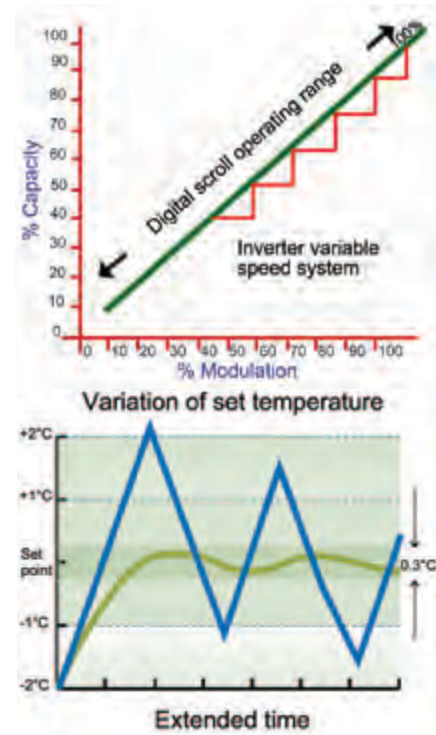 100
90
80
70
60
50
40
30
20
10
0
% Capacity
Digital scroll operating range
100%
Inverter variable
speed system
0 10 20 30 40 50 60 70 80 90 100
% Modulation
Variation of set temperature
+2°C
+1°C
Set
point
-1°C
-2°C
0.3°C
Extended time